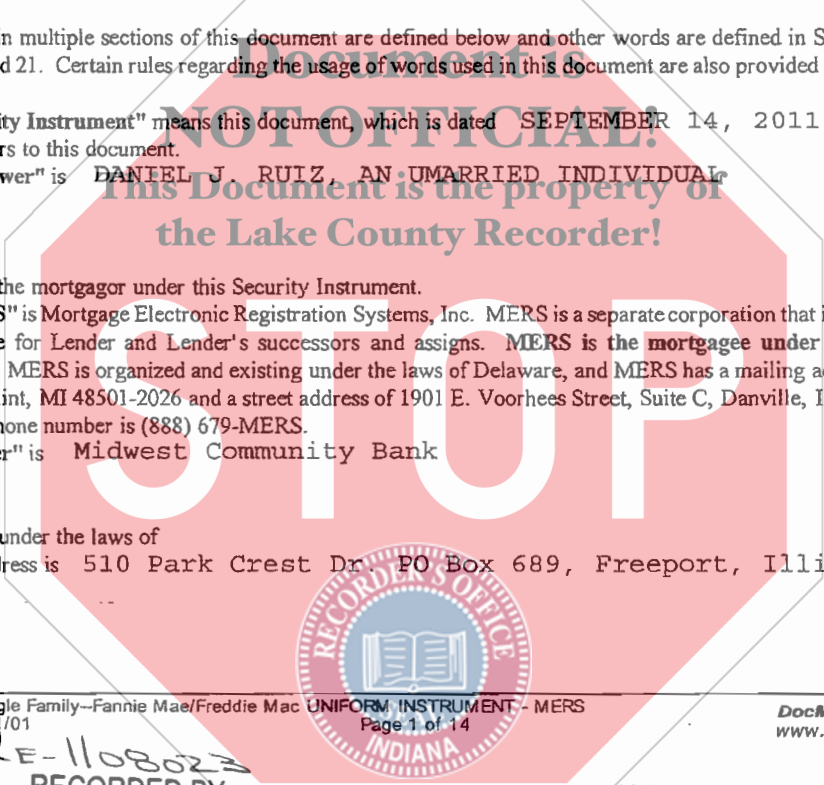 n multiple sections of this document are defined below and other words are defined in S
d 21. Certain rules regarding the usage of words used in this document are also provided
Document is
ity Instrument" means this document, which is dated SEPTEMBER 14, 2011
NOT OFFICIAL!
rs to this document.
wer" is DANIEL J. RUIZ, AN UMARRIED INDIVIDUAL
This Document is the property of
the Lake County Recorder!
the mortgagor under this Security Instrument.
S" is Mortgage Electronic Registration Systems, Inc. MERS is a separate corporation that i
e for Lender and Lender's successors and assigns. MERS is the mortgagee under
MERS is organized and existing under the laws of Delaware, and MERS has a mailing a
int, MI 48501-2026 and a street address of 1901 E. Voorhees Street, Suite C, Danville, I
hone number is (888) 679-MERS.
STOP
r" is Midwest Community Bank
under the laws of
ress is 510 Park Crest Dr. PO Box 689, Freeport, Illi
RECORDER'S OFFICE
gle Family--Fannie Mae/Freddie Mac UNIFORM INSTRUMENT - MERS
/01
Page 1 of 14
DocM
www.
INDIANA
E-1108023
RECORDED BY